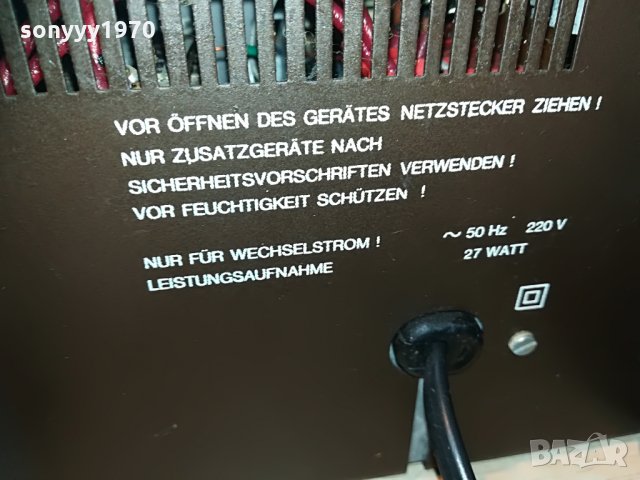 sonyyy1970
VOR ÖFFNEN DES GERÄTES NETZSTECKER ZIEHEN !
NUR ZUSATZGERÄTE NACH
SICHERHEITSVORSCHRIFTEN VERWENDEN !
VOR FEUCHTIGKEIT SCHÜTZEN !
NUR FÜR WECHSELSTROM ! ~ 50 Hz 220 V
LEISTUNGSAUFNAHME 27 WATT
BAZAR